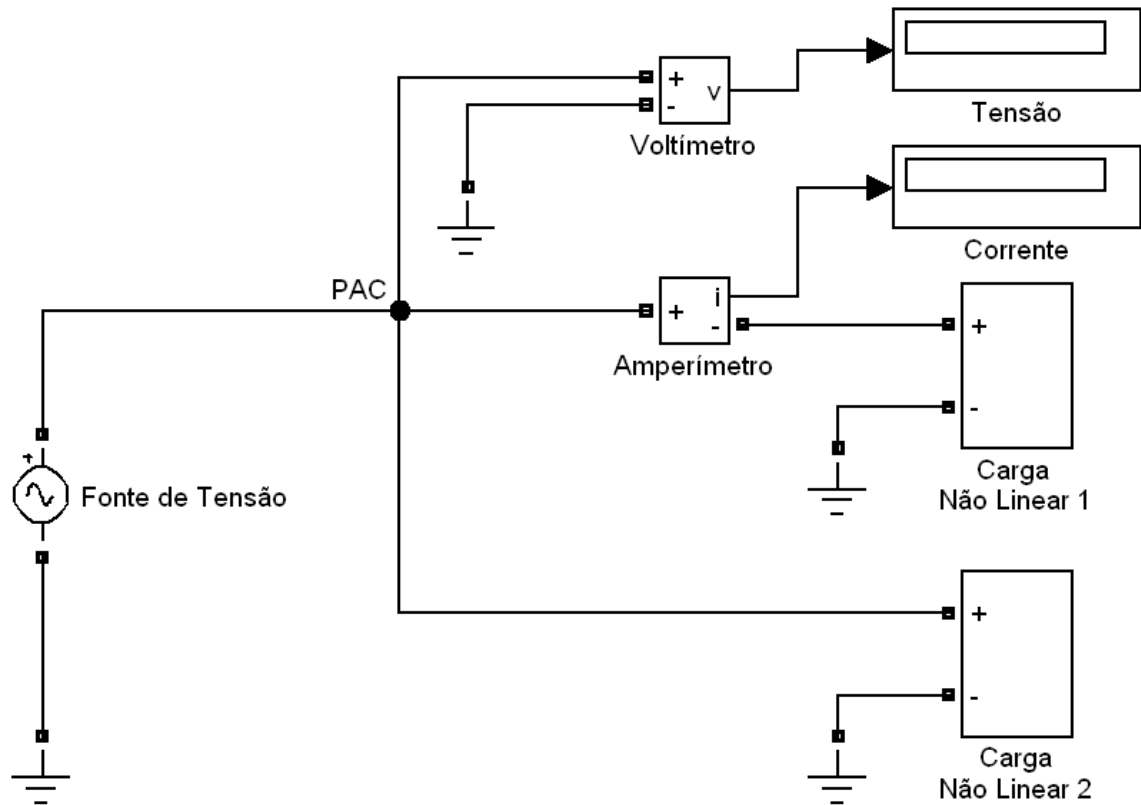 +
-
v
Voltímetro
Tensão
Corrente
PAC
+
i
-
Amperímetro
+
-
Carga
Não Linear 1
+
Fonte de Tensão
+
-
Carga
Não Linear 2